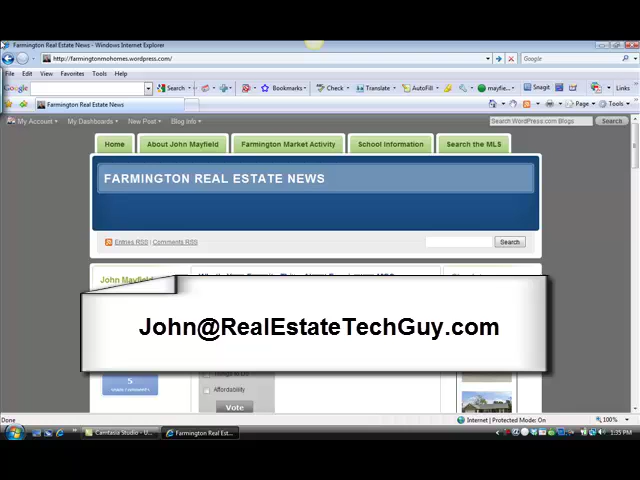 Farmington Real Estate News - Windows Internet Explorer
http://farmingtonmohomes.wordpress.com/
Google
File Edit View Favorites Tools Help
Google
Search
Bookmarks
Check
Translate
AutoFill
mayfie...
Snagit
Links
Farmington Real Estate News
Page
Tools
My Account
My Dashboards
New Post
Blog Info
Search WordPress.com Blogs
Search
Home
About John Mayfield
Farmington Market Activity
School Information
Search the MLS
FARMINGTON REAL ESTATE NEWS
Entries RSS | Comments RSS
Search
John Mayfield
John@RealEstateTechGuy.com
5
Affordability
Vote
Done
Internet | Protected Mode: On
100%
Camtasia Studio - U...
Farmington Real Est...
1:35 PM